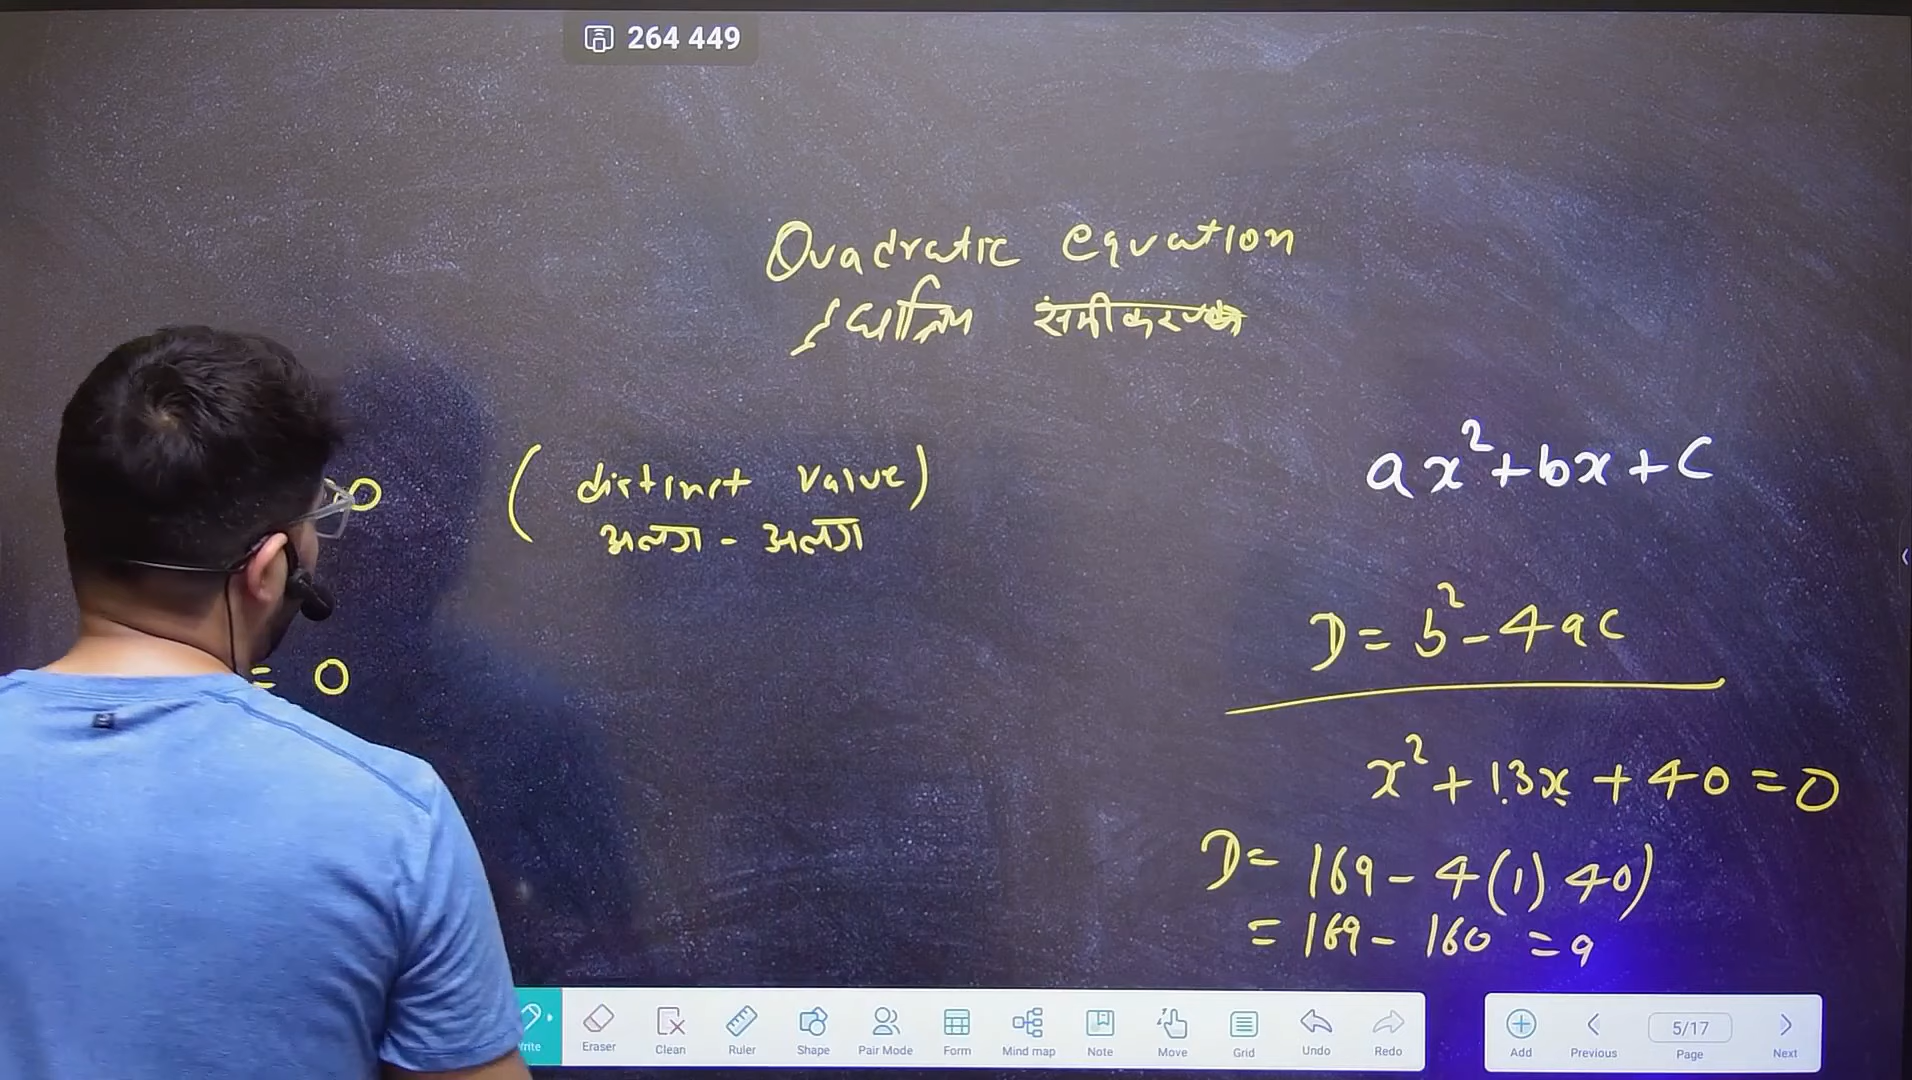 264 449
Quadratic equation
समीकरण
>0 ( distinct value)
अलग - अलग
ax²+bx+c
D= b²-4ac
= 0
x²+13x+40=0
D= 169-4(1)40)
= 169-160 =9
Write Eraser Clean Ruler Shape Pair Mode Form Mind map Note Move Grid Undo Redo Add Previous 5/17 Page Next